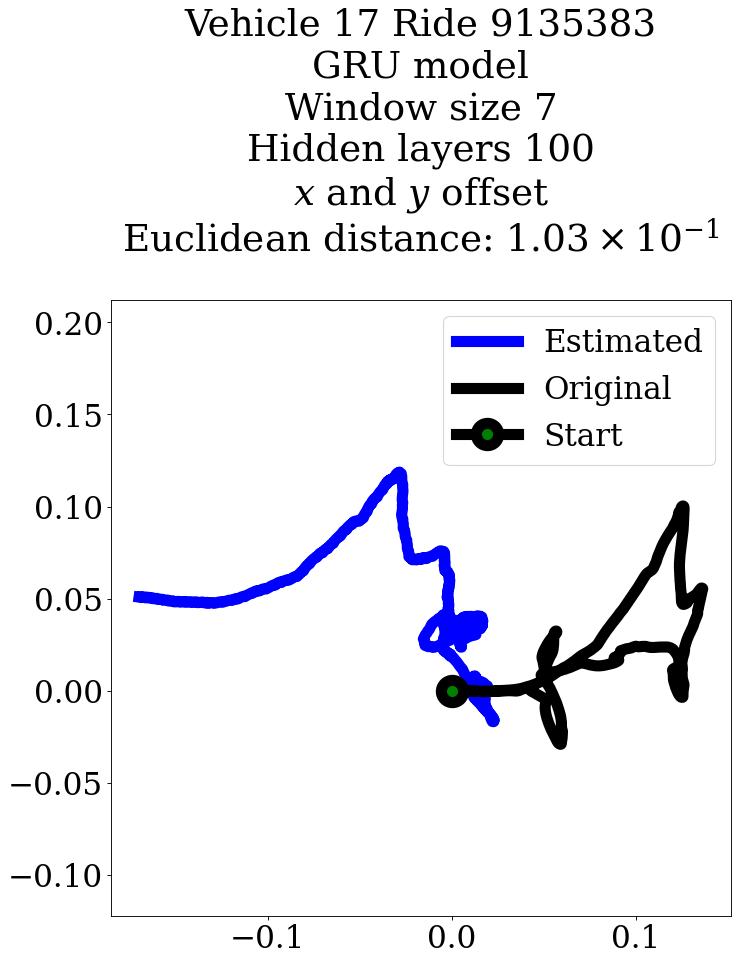 Vehicle 17 Ride 9135383
GRU model
Window size 7
Hidden layers 100
x and y offset
Euclidean distance: 1.03 × 10⁻¹
Estimated
Original
Start
0.20
0.15
0.10
0.05
0.00
−0.05
−0.10
−0.1 0.0 0.1